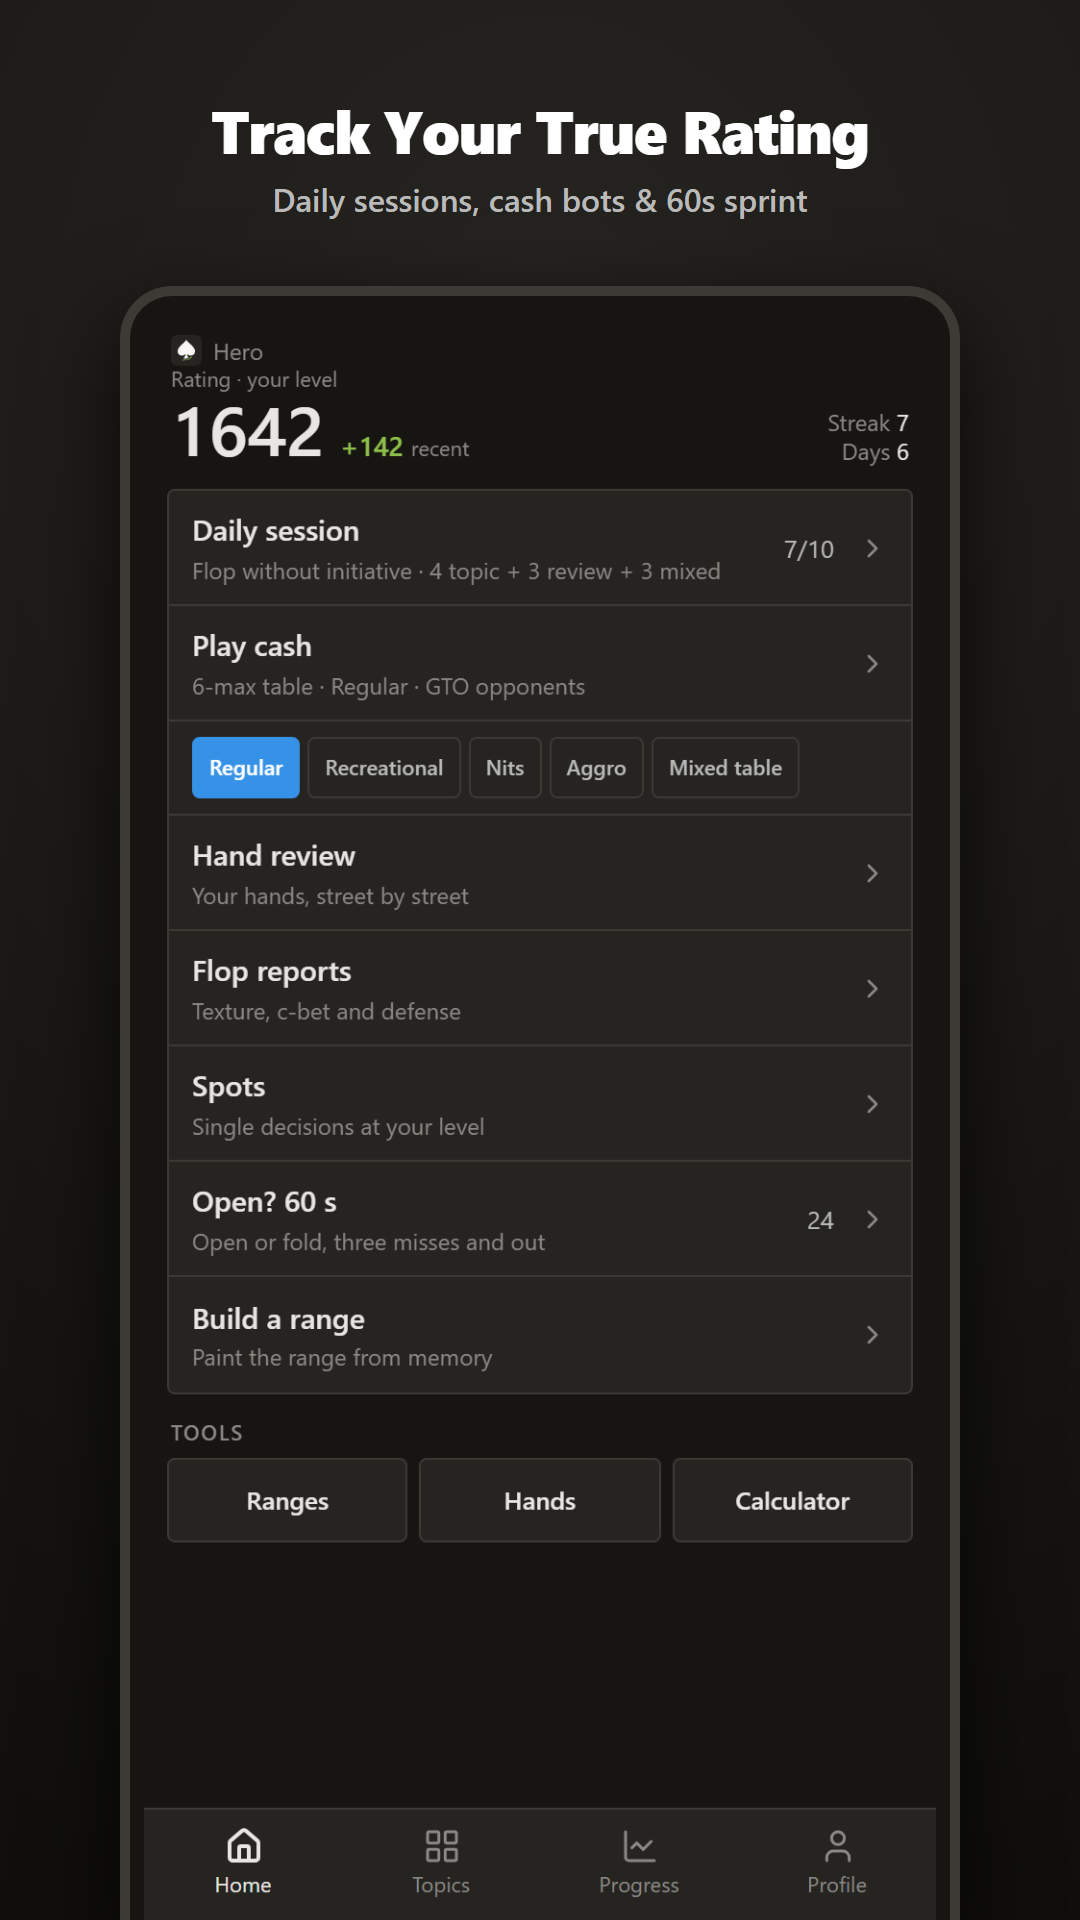 Track Your True Rating
Daily sessions, cash bots & 60s sprint
Hero
Rating · your level
1642 +142 recent
Streak 7
Days 6
Daily session
Flop without initiative · 4 topic + 3 review + 3 mixed
7/10
Play cash
6-max table · Regular · GTO opponents
Regular Recreational Nits Aggro Mixed table
Hand review
Your hands, street by street
Flop reports
Texture, c-bet and defense
Spots
Single decisions at your level
Open? 60 s
Open or fold, three misses and out
24
Build a range
Paint the range from memory
TOOLS
Ranges Hands Calculator
Home Topics Progress Profile